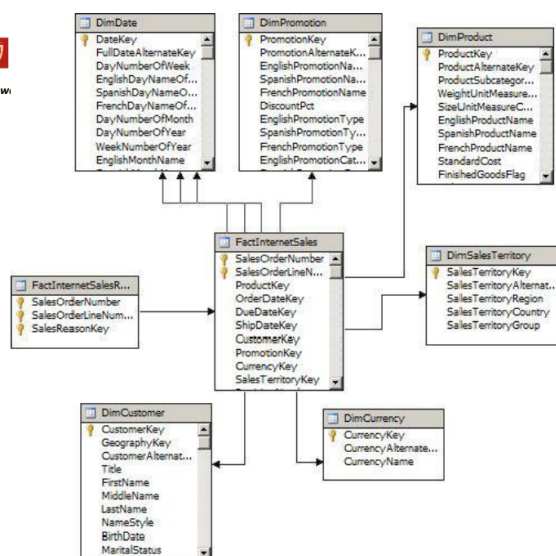 DimDate
DateKey
FullDateAlternateKey
DayNumberOfWeek
EnglishDayNameOf...
SpanishDayNameO...
FrenchDayNameOf...
DayNumberOfMonth
DayNumberOfYear
WeekNumberOfYear
EnglishMonthName
DimPromotion
PromotionKey
PromotionAlternateK...
EnglishPromotionNa...
SpanishPromotionNa...
FrenchPromotionName
DiscountPct
EnglishPromotionType
SpanishPromotionTy...
FrenchPromotionType
EnglishPromotionCat...
DimProduct
ProductKey
ProductAlternateKey
ProductSubcategor...
WeightUnitMeasure...
SizeUnitMeasureC...
EnglishProductName
SpanishProductName
FrenchProductName
StandardCost
FinishedGoodsFlag
FactInternetSalesR...
SalesOrderNumber
SalesOrderLineNum...
SalesReasonKey
FactInternetSales
SalesOrderNumber
SalesOrderLineN...
ProductKey
OrderDateKey
DueDateKey
ShipDateKey
CustomerKey
PromotionKey
CurrencyKey
SalesTerritoryKey
DimSalesTerritory
SalesTerritoryKey
SalesTerritoryAlternat...
SalesTerritoryRegion
SalesTerritoryCountry
SalesTerritoryGroup
DimCustomer
CustomerKey
GeographyKey
CustomerAlternat...
Title
FirstName
MiddleName
LastName
NameStyle
BirthDate
MaritalStatus
DimCurrency
CurrencyKey
CurrencyAlternate...
CurrencyName